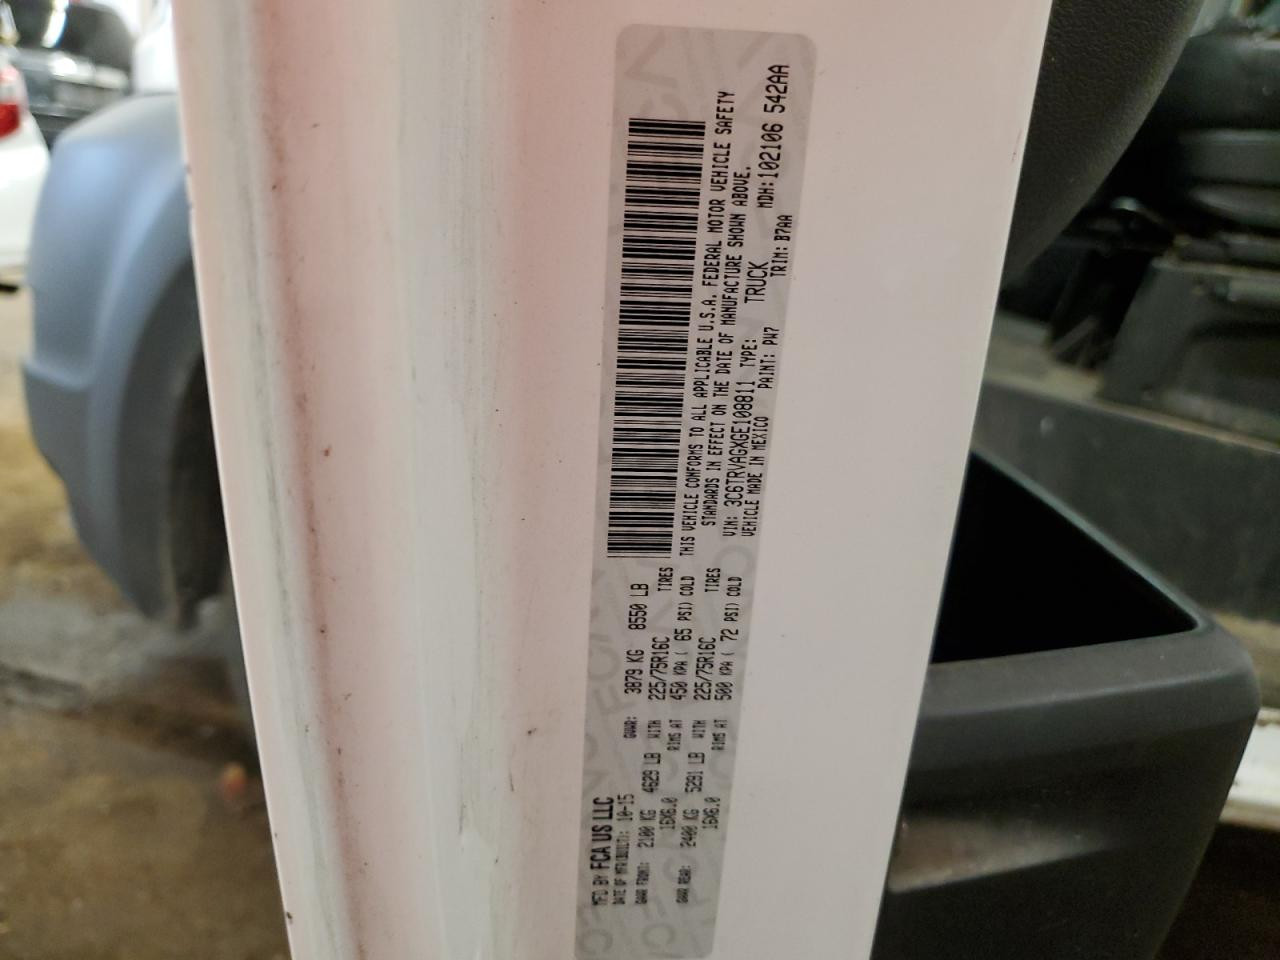 MFD BY FCA US LLC
DATE OF MFR(BUILT): 10-15 GVWR: 3879 KG 8550 LB
GAWR FRONT: 2100 KG 4629 LB WITH 225/75R16C TIRES
16X6.0 RIMS AT 450 KPA ( 65 PSI) COLD
GAWR REAR: 2400 KG 5291 LB WITH 225/75R16C TIRES
16X6.0 RIMS AT 500 KPA ( 72 PSI) COLD
THIS VEHICLE CONFORMS TO ALL APPLICABLE U.S.A. FEDERAL MOTOR VEHICLE SAFETY
STANDARDS IN EFFECT ON THE DATE OF MANUFACTURE SHOWN ABOVE.
VIN: 3C6TRVAGXGE108811 TYPE: TRUCK MDH:102106 542AA
VEHICLE MADE IN MEXICO PAINT: PW7 TRIM: B7AA